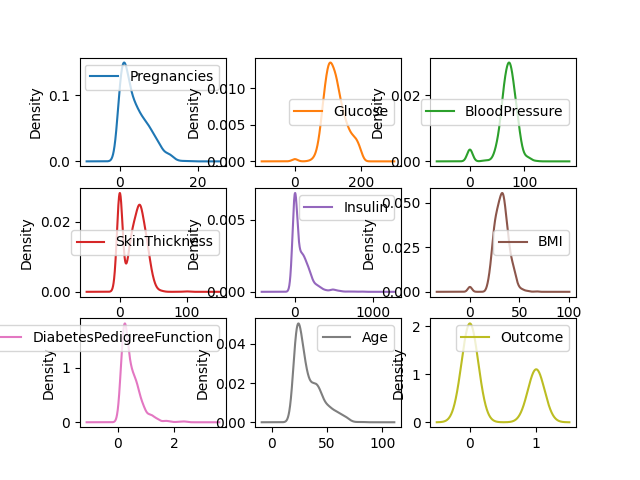 Density
0.0
0.1
0
20
Pregnancies
Density
0.000
0.005
0.010
0
200
Glucose
Density
0.00
0.02
0
100
BloodPressure
Density
0.00
0.02
0
100
SkinThickness
Density
0.000
0.005
0
1000
Insulin
Density
0.000
0.025
0.050
0
50
100
BMI
Density
0
1
0
2
DiabetesPedigreeFunction
Density
0.00
0.02
0.04
0
50
100
Age
Density
0
1
2
0
1
Outcome